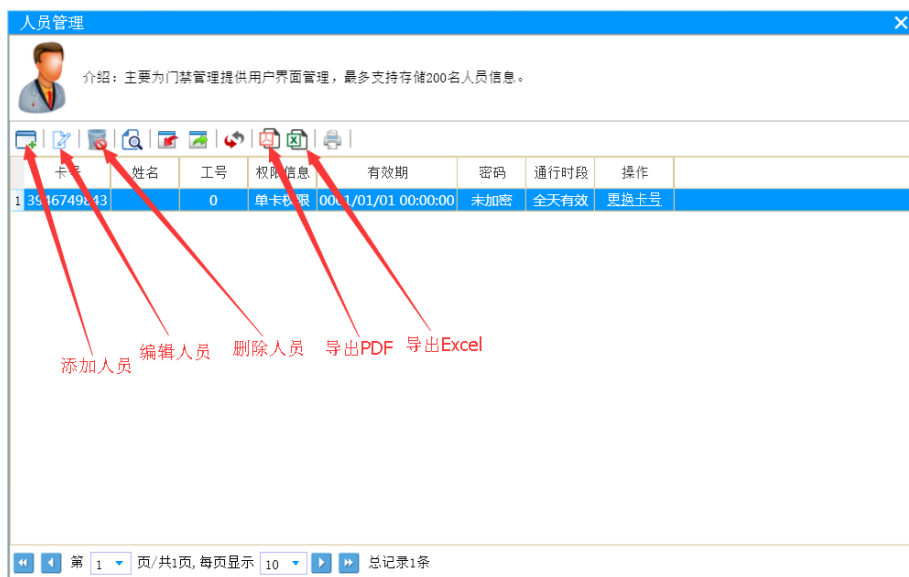 人员管理
介绍：主要为门禁管理提供用户界面管理，最多支持存储200名人员信息。
卡号 姓名 工号 权限信息 有效期 密码 通行时段 操作
1 3946749843 0 单卡权限 0001/01/01 00:00:00 未加密 全天有效 更换卡号
添加人员 编辑人员 删除人员 导出PDF 导出Excel
第 1 页/共1页,每页显示 10 总记录1条